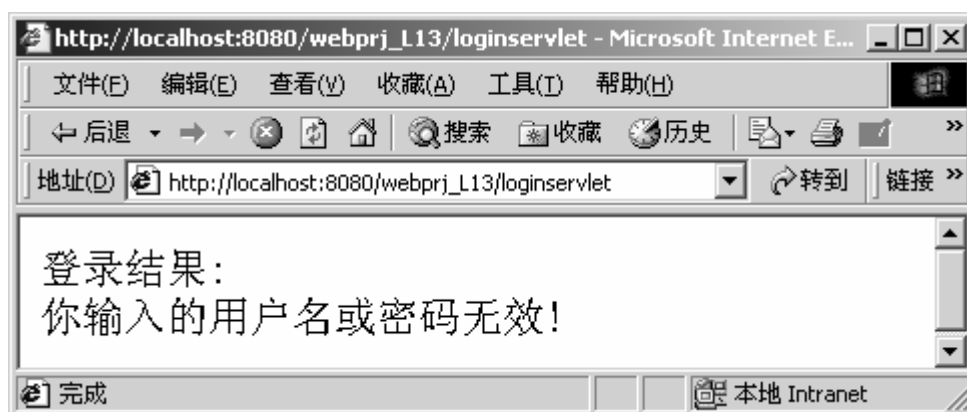 http://localhost:8080/webprj_L13/loginservlet - Microsoft Internet E...
文件(F) 编辑(E) 查看(V) 收藏(A) 工具(T) 帮助(H)
后退 搜索 收藏 历史 »
地址(D) http://localhost:8080/webprj_L13/loginservlet 转到 链接 »
登录结果:
你输入的用户名或密码无效!
完成 本地 Intranet